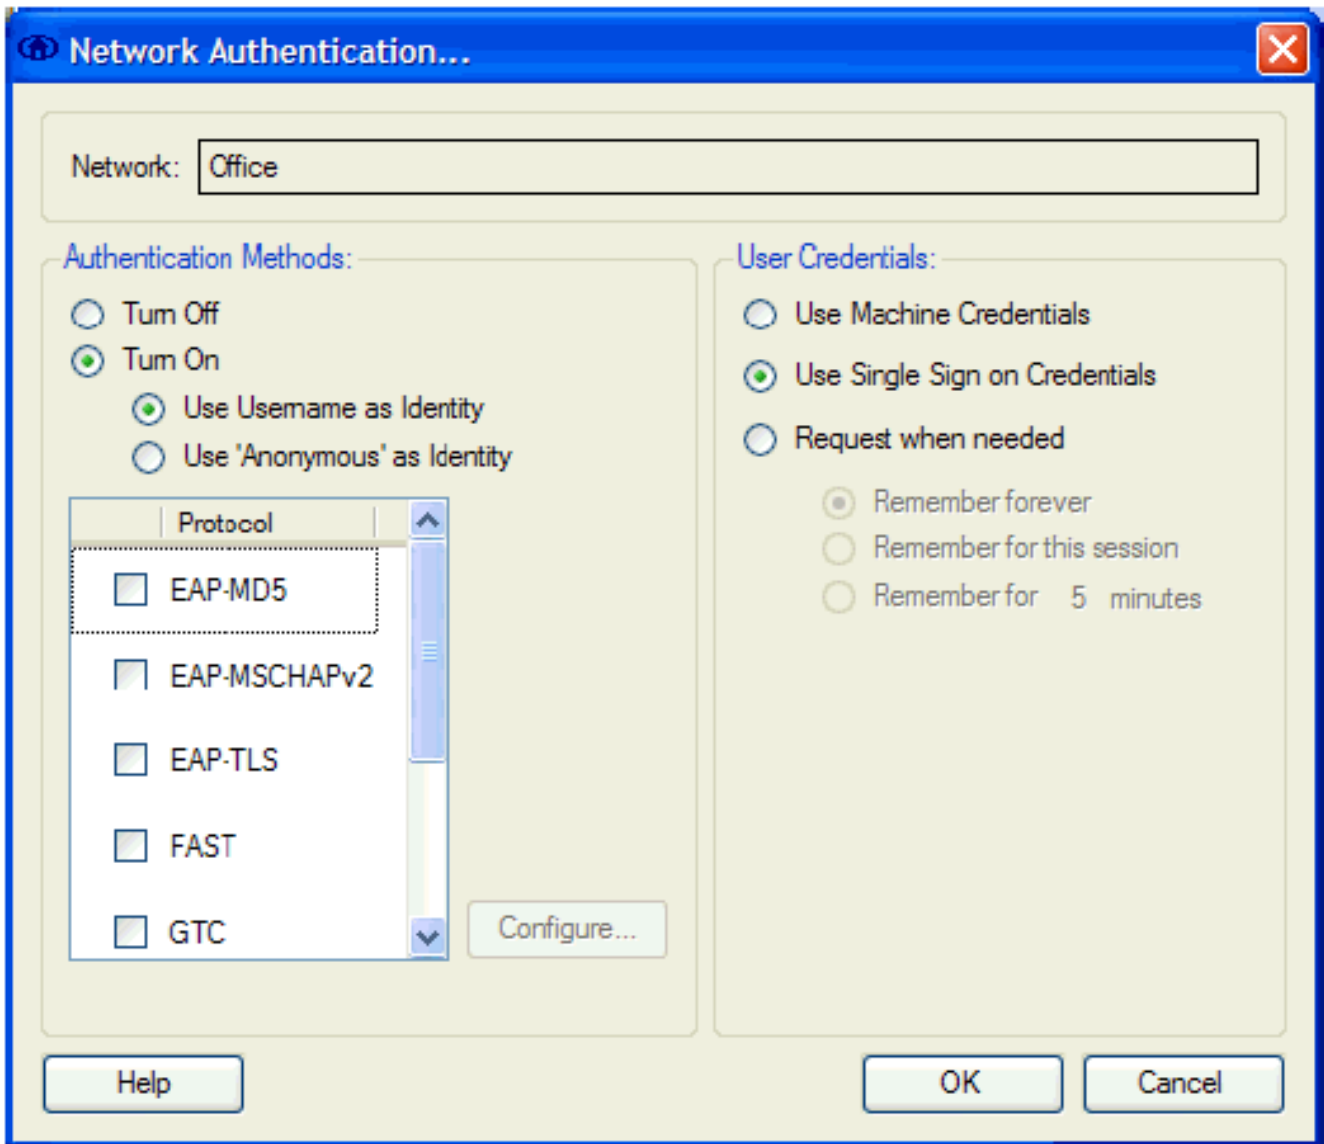 Network Authentication...
Network: Office
Authentication Methods:
Turn Off
Turn On
Use Username as Identity
Use 'Anonymous' as Identity
Protocol
EAP-MD5
EAP-MSCHAPv2
EAP-TLS
FAST
GTC
Configure...
User Credentials:
Use Machine Credentials
Use Single Sign on Credentials
Request when needed
Remember forever
Remember for this session
Remember for 5 minutes
Help
OK
Cancel